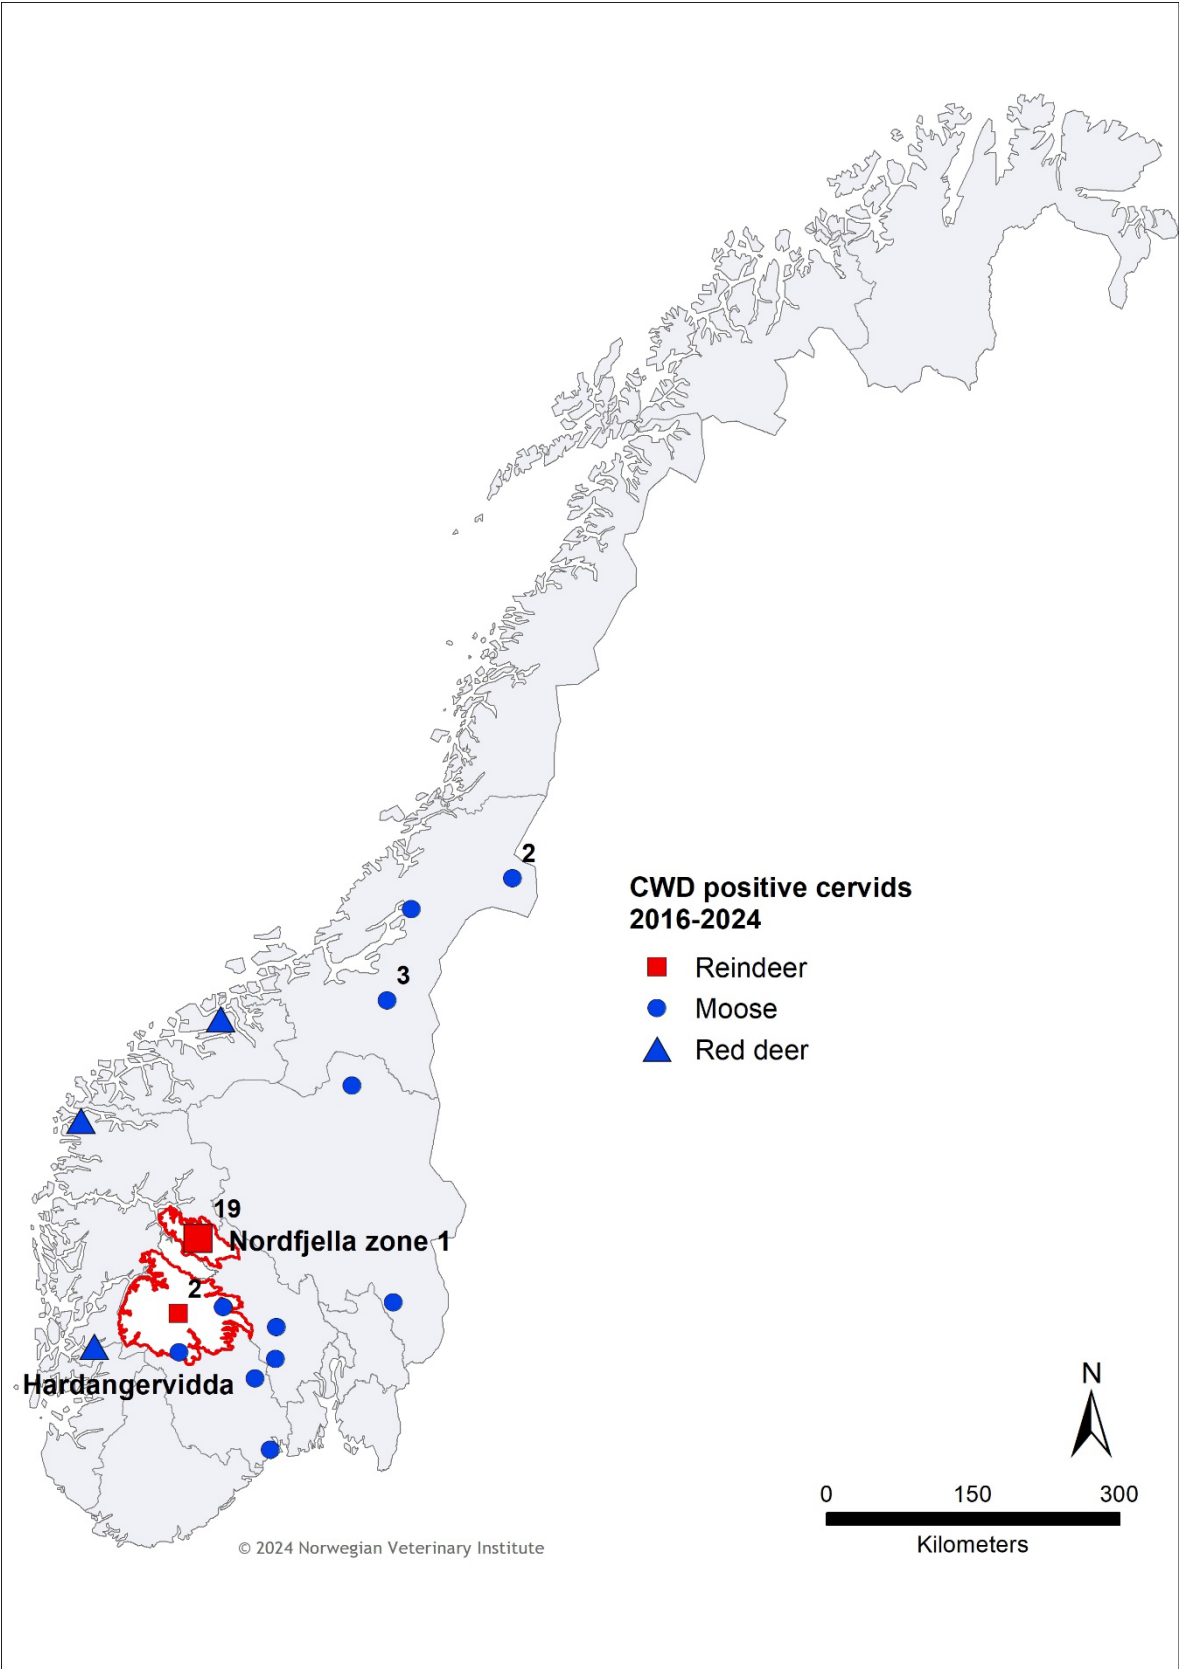 2
CWD positive cervids
2016-2024
Reindeer
3
Moose
Red deer
19
Nordfjella zone 1
2
Hardangervidda
N
0 150 300
Kilometers
© 2024 Norwegian Veterinary Institute